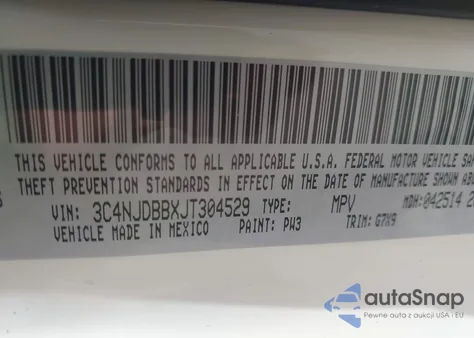 THIS VEHICLE CONFORMS TO ALL APPLICABLE U.S.A. FEDERAL MOTOR VEHICLE
THEFT PREVENTION STANDARDS IN EFFECT ON THE DATE OF MANUFACTURE SHOWN
VIN: 3C4NJDBBXJT304529 TYPE: MPV MDH: 042514
VEHICLE MADE IN MEXICO PAINT: PW3 TRIM: G7X9
autoSnap
Pewne auta z aukcji USA i EU